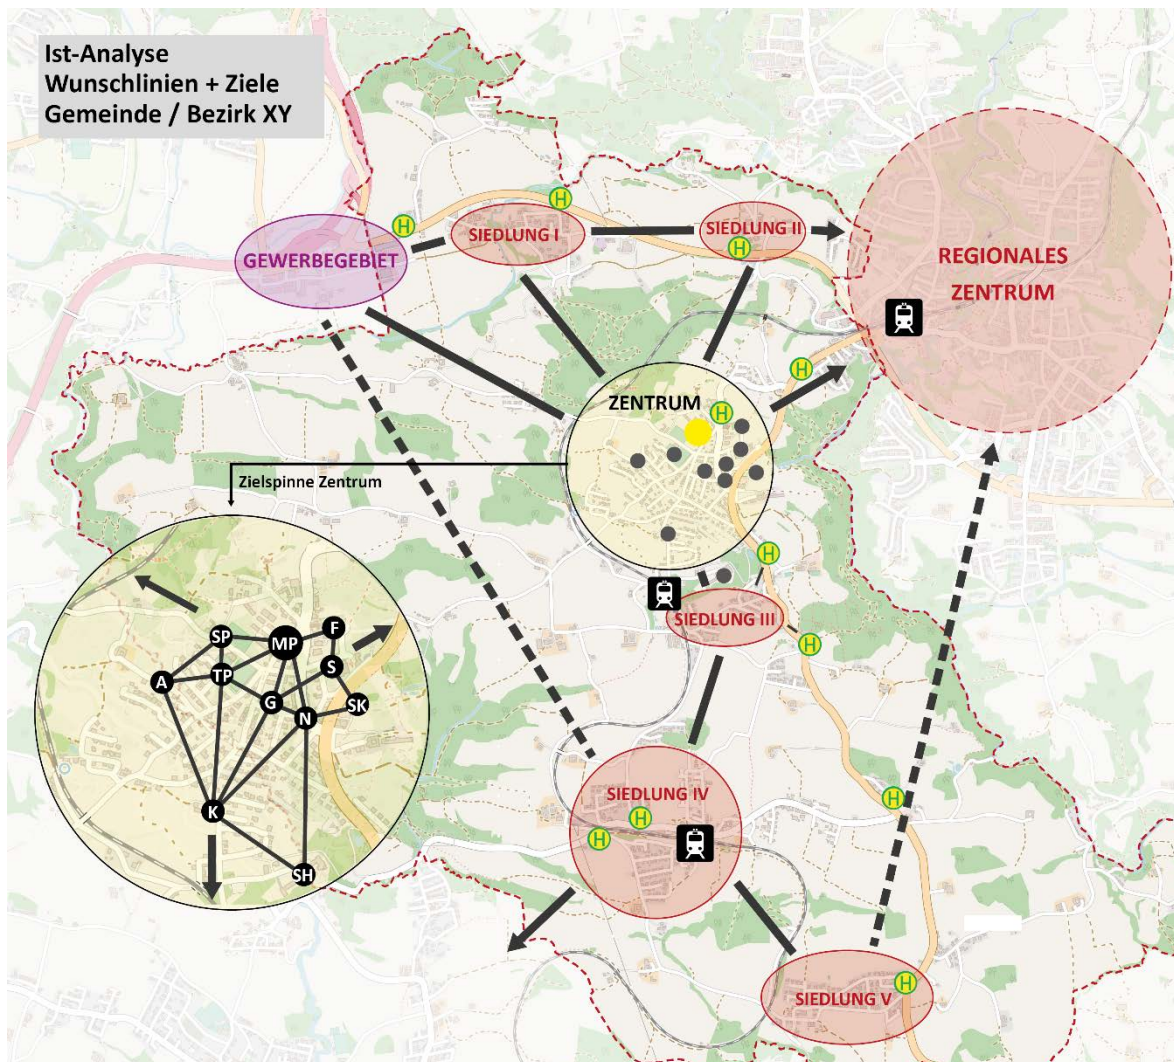 Ist-Analyse
Wunschlinien + Ziele
Gemeinde / Bezirk XY
H
H
SIEDLUNG I
SIEDLUNG II
H
GEWERBEGEBIET
REGIONALES
ZENTRUM
H
ZENTRUM
H
Zielspinne Zentrum
H
SIEDLUNG III
H
SP
MP
F
A
TP
S
G
N
SK
K
SH
SIEDLUNG IV
H
H
H
SIEDLUNG V
H